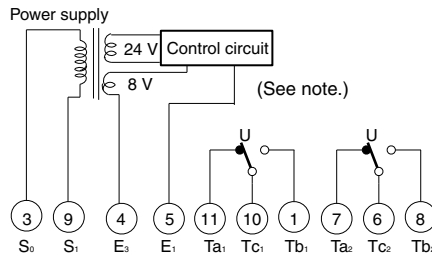 Power supply
24 V
Control circuit
8 V
(See note.)
U U
3 9 4 5 11 10 1 7 6 8
S₀ S₁ E₃ E₁ Ta₁ Tc₁ Tb₁ Ta₂ Tc₂ Tb₂